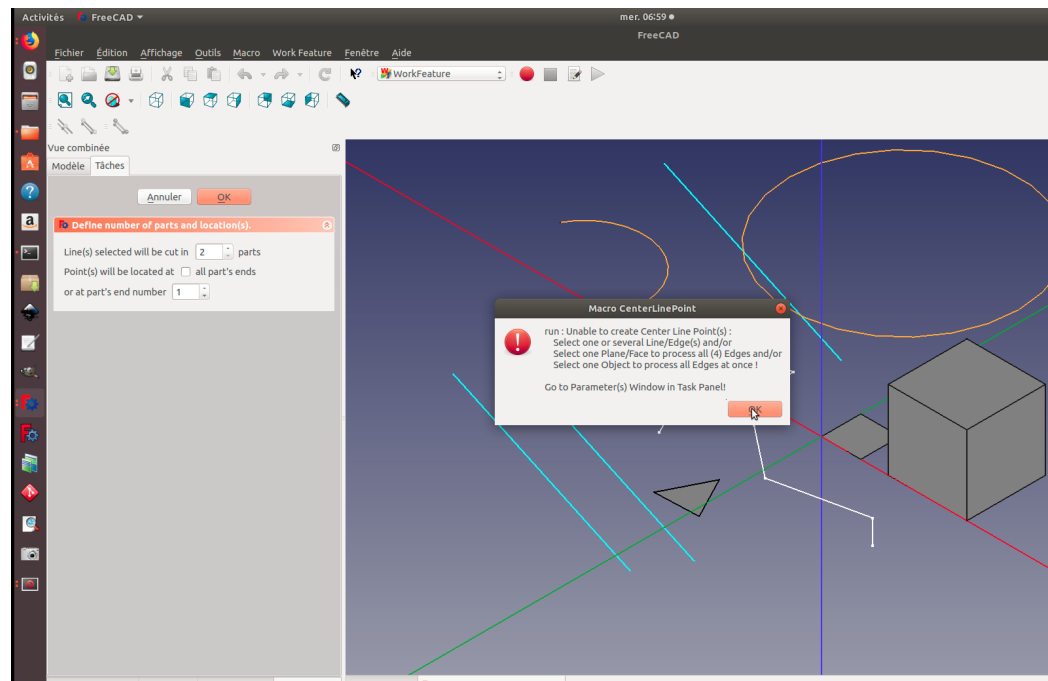 Activités FreeCAD mer. 06:59
FreeCAD
Fichier Édition Affichage Outils Macro Work Feature Fenêtre Aide
WorkFeature
Vue combinée
Modèle Tâches
Annuler OK
Define number of parts and location(s).
Line(s) selected will be cut in 2 parts
Point(s) will be located at all part's ends
or at part's end number 1
Macro CenterLinePoint
run : Unable to create Center Line Point(s) :
Select one or several Line/Edge(s) and/or
Select one Plane/Face to process all (4) Edges and/or
Select one Object to process all Edges at once !
Go to Parameter(s) Window in Task Panel!
OK